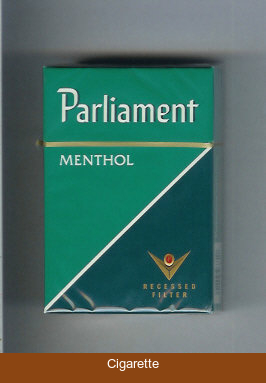 Parliament
MENTHOL
RECESSED
FILTER
Cigarette